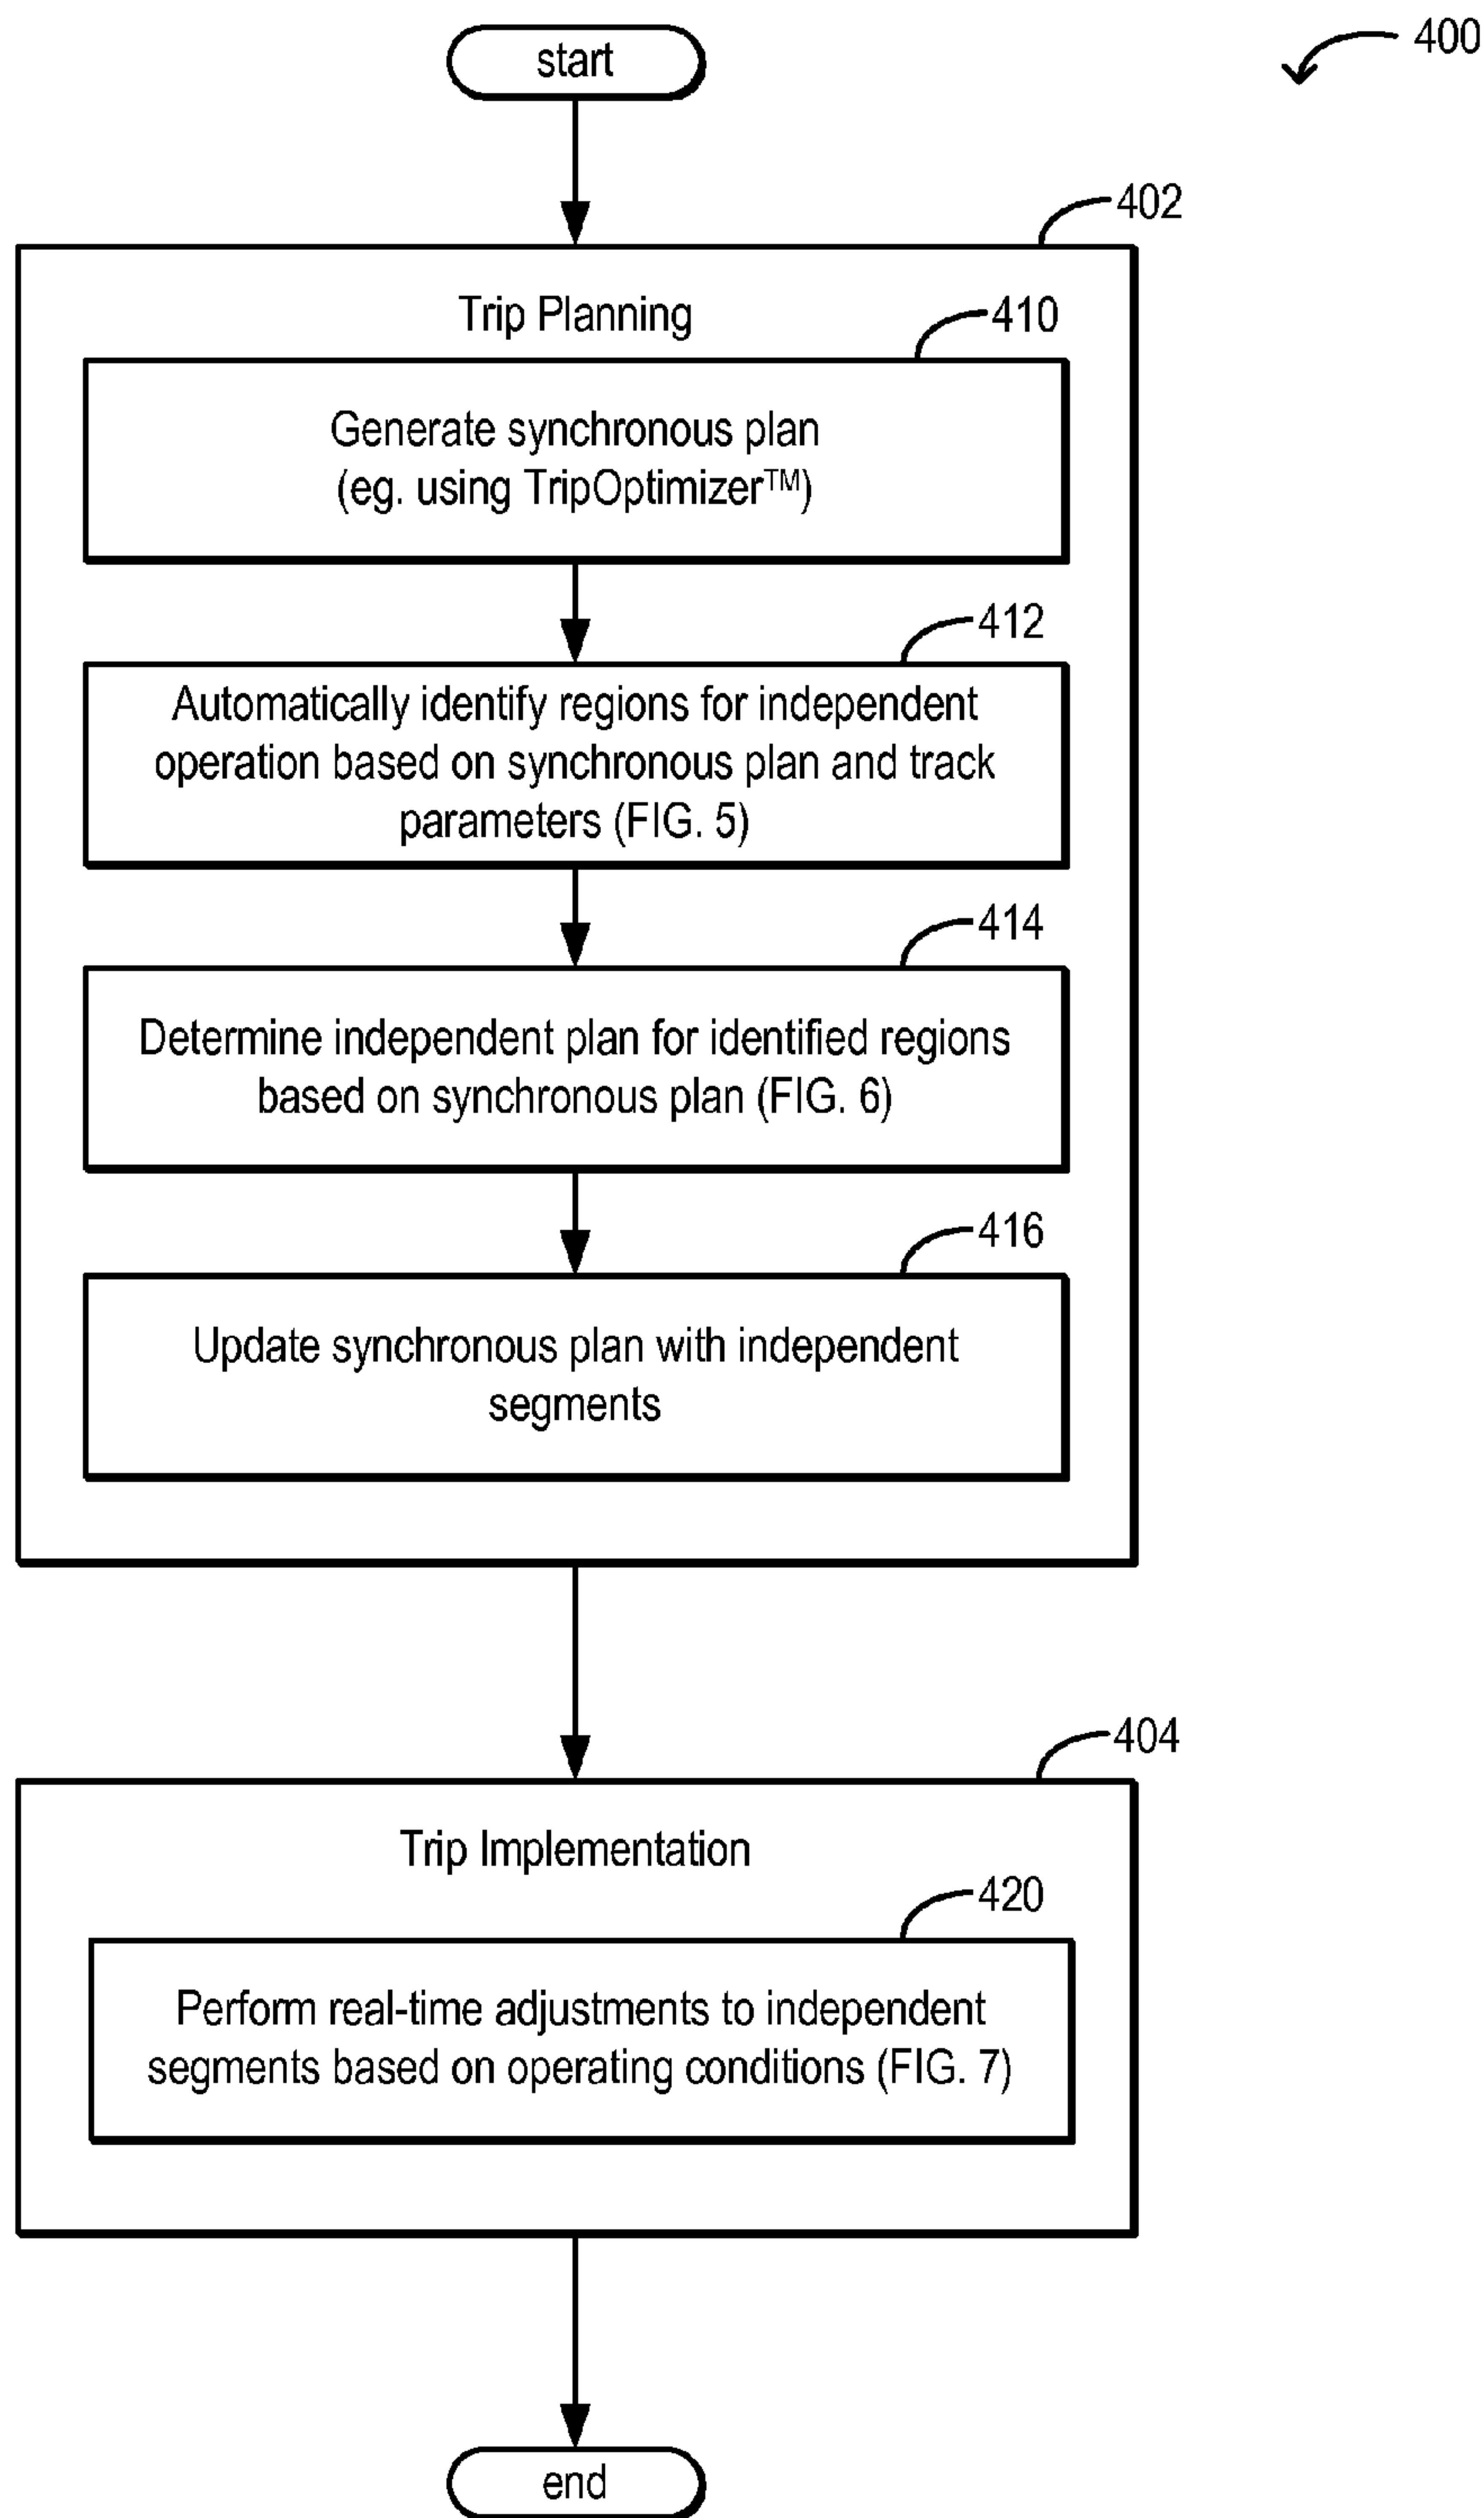 start
400
402
Trip Planning
410
Generate synchronous plan
(eg. using TripOptimizer™)
412
Automatically identify regions for independent
operation based on synchronous plan and track
parameters (FIG. 5)
414
Determine independent plan for identified regions
based on synchronous plan (FIG. 6)
416
Update synchronous plan with independent
segments
404
Trip Implementation
420
Perform real-time adjustments to independent
segments based on operating conditions (FIG. 7)
end